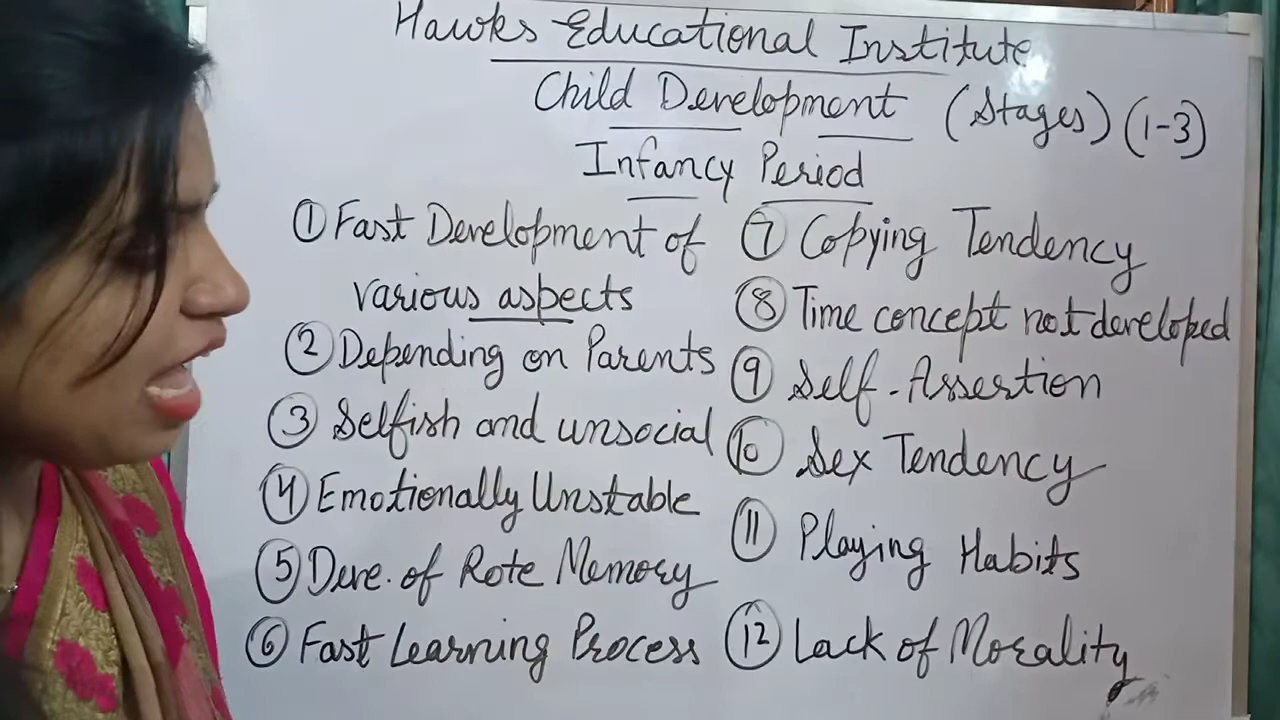 Hawks Educational Institute
Child Development (Stages) (1-3)
Infancy Period
① Fast Development of
various aspects
② Depending on Parents
③ Selfish and unsocial
④ Emotionally Unstable
⑤ Deve. of Rote Memory
⑥ Fast Learning Process
⑦ Copying Tendency
⑧ Time concept not developed
⑨ Self-Assertion
⑩ Sex Tendency
⑪ Playing Habits
⑫ Lack of Morality